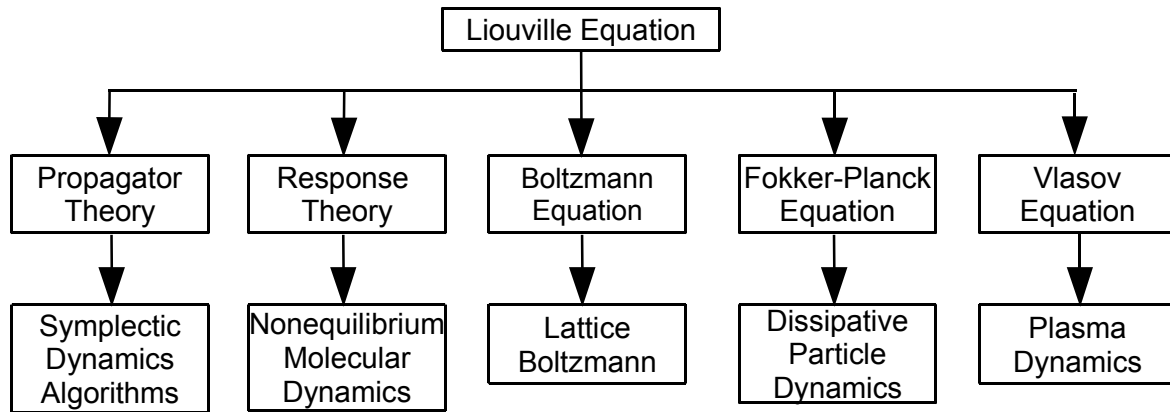 Liouville Equation
Propagator
Theory
Response
Theory
Boltzmann
Equation
Fokker-Planck
Equation
Vlasov
Equation
Symplectic
Dynamics
Algorithms
Nonequilibrium
Molecular
Dynamics
Lattice
Boltzmann
Dissipative
Particle
Dynamics
Plasma
Dynamics